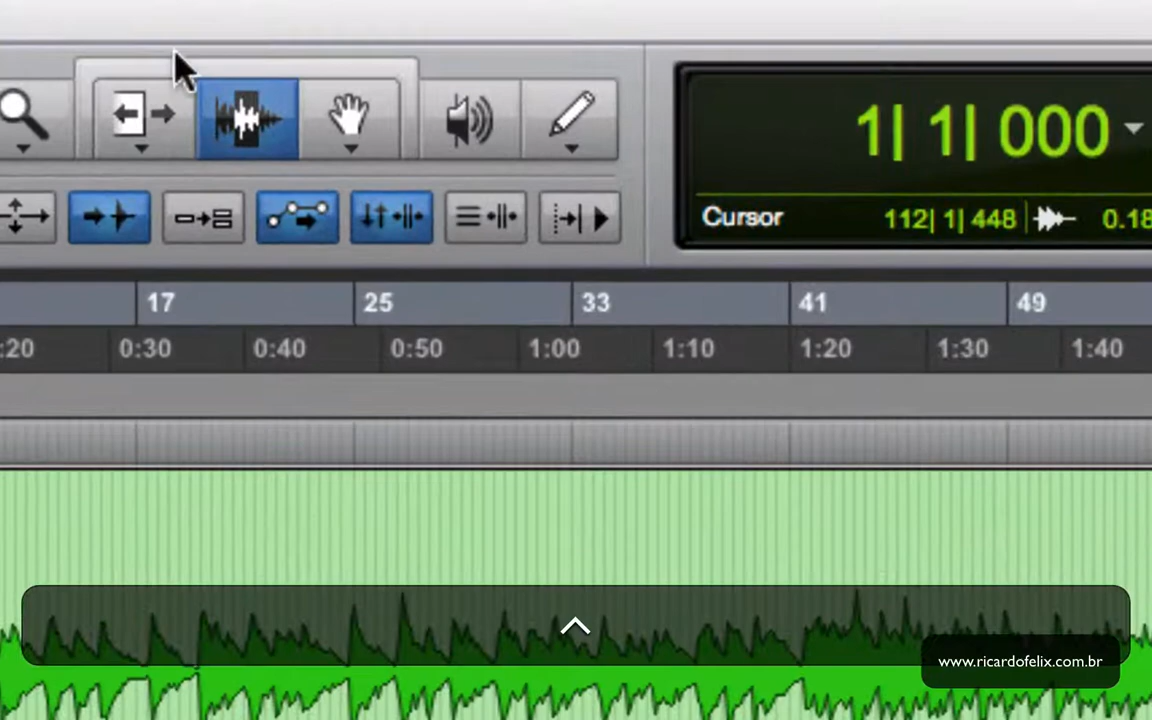 1| 1| 000
Cursor 112| 1| 448 0.18
17 25 33 41 49
:20 0:30 0:40 0:50 1:00 1:10 1:20 1:30 1:40
www.ricardofelix.com.br